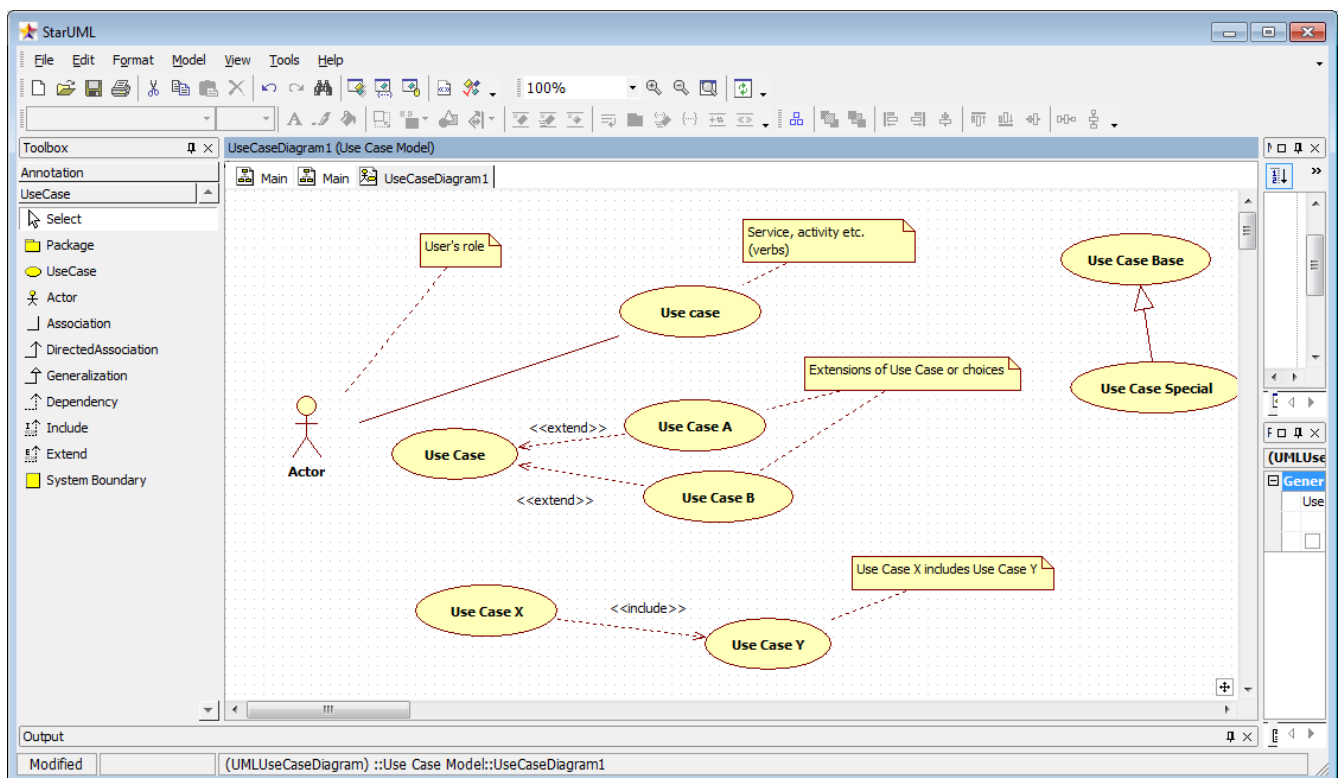 StarUML
File Edit Format Model View Tools Help
100%
Toolbox
UseCaseDiagram1 (Use Case Model)
Annotation
Main Main UseCaseDiagram1
UseCase
Select
Package
UseCase
Actor
Association
DirectedAssociation
Generalization
Dependency
Include
Extend
System Boundary
User's role
Service, activity etc.
(verbs)
Use Case Base
Use case
Extensions of Use Case or choices
Use Case Special
<<extend>>
Use Case A
Use Case
Actor
<<extend>>
Use Case B
Use Case X includes Use Case Y
Use Case X
<<include>>
Use Case Y
(UMLUse
Gener
Use
Output
Modified
(UMLUseCaseDiagram) ::Use Case Model::UseCaseDiagram1